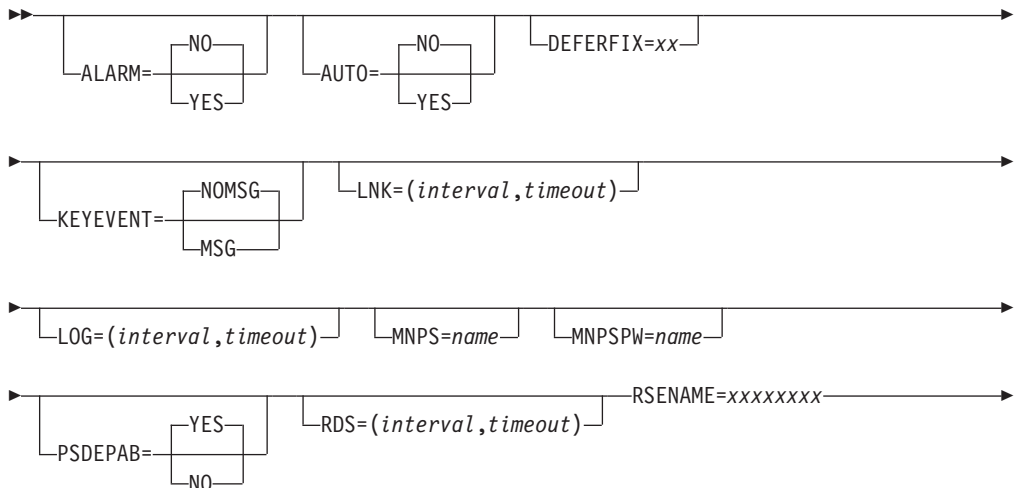 NO
NO
DEFERFIX=xx
ALARM=
AUTO=
YES
YES
NOMSG
LNK=(interval,timeout)
KEYEVENT=
MSG
LOG=(interval,timeout)
MNPS=name
MNPSPW=name
YES
RDS=(interval,timeout)
RSENAME=xxxxxxxx
PSDEPAB=
NO